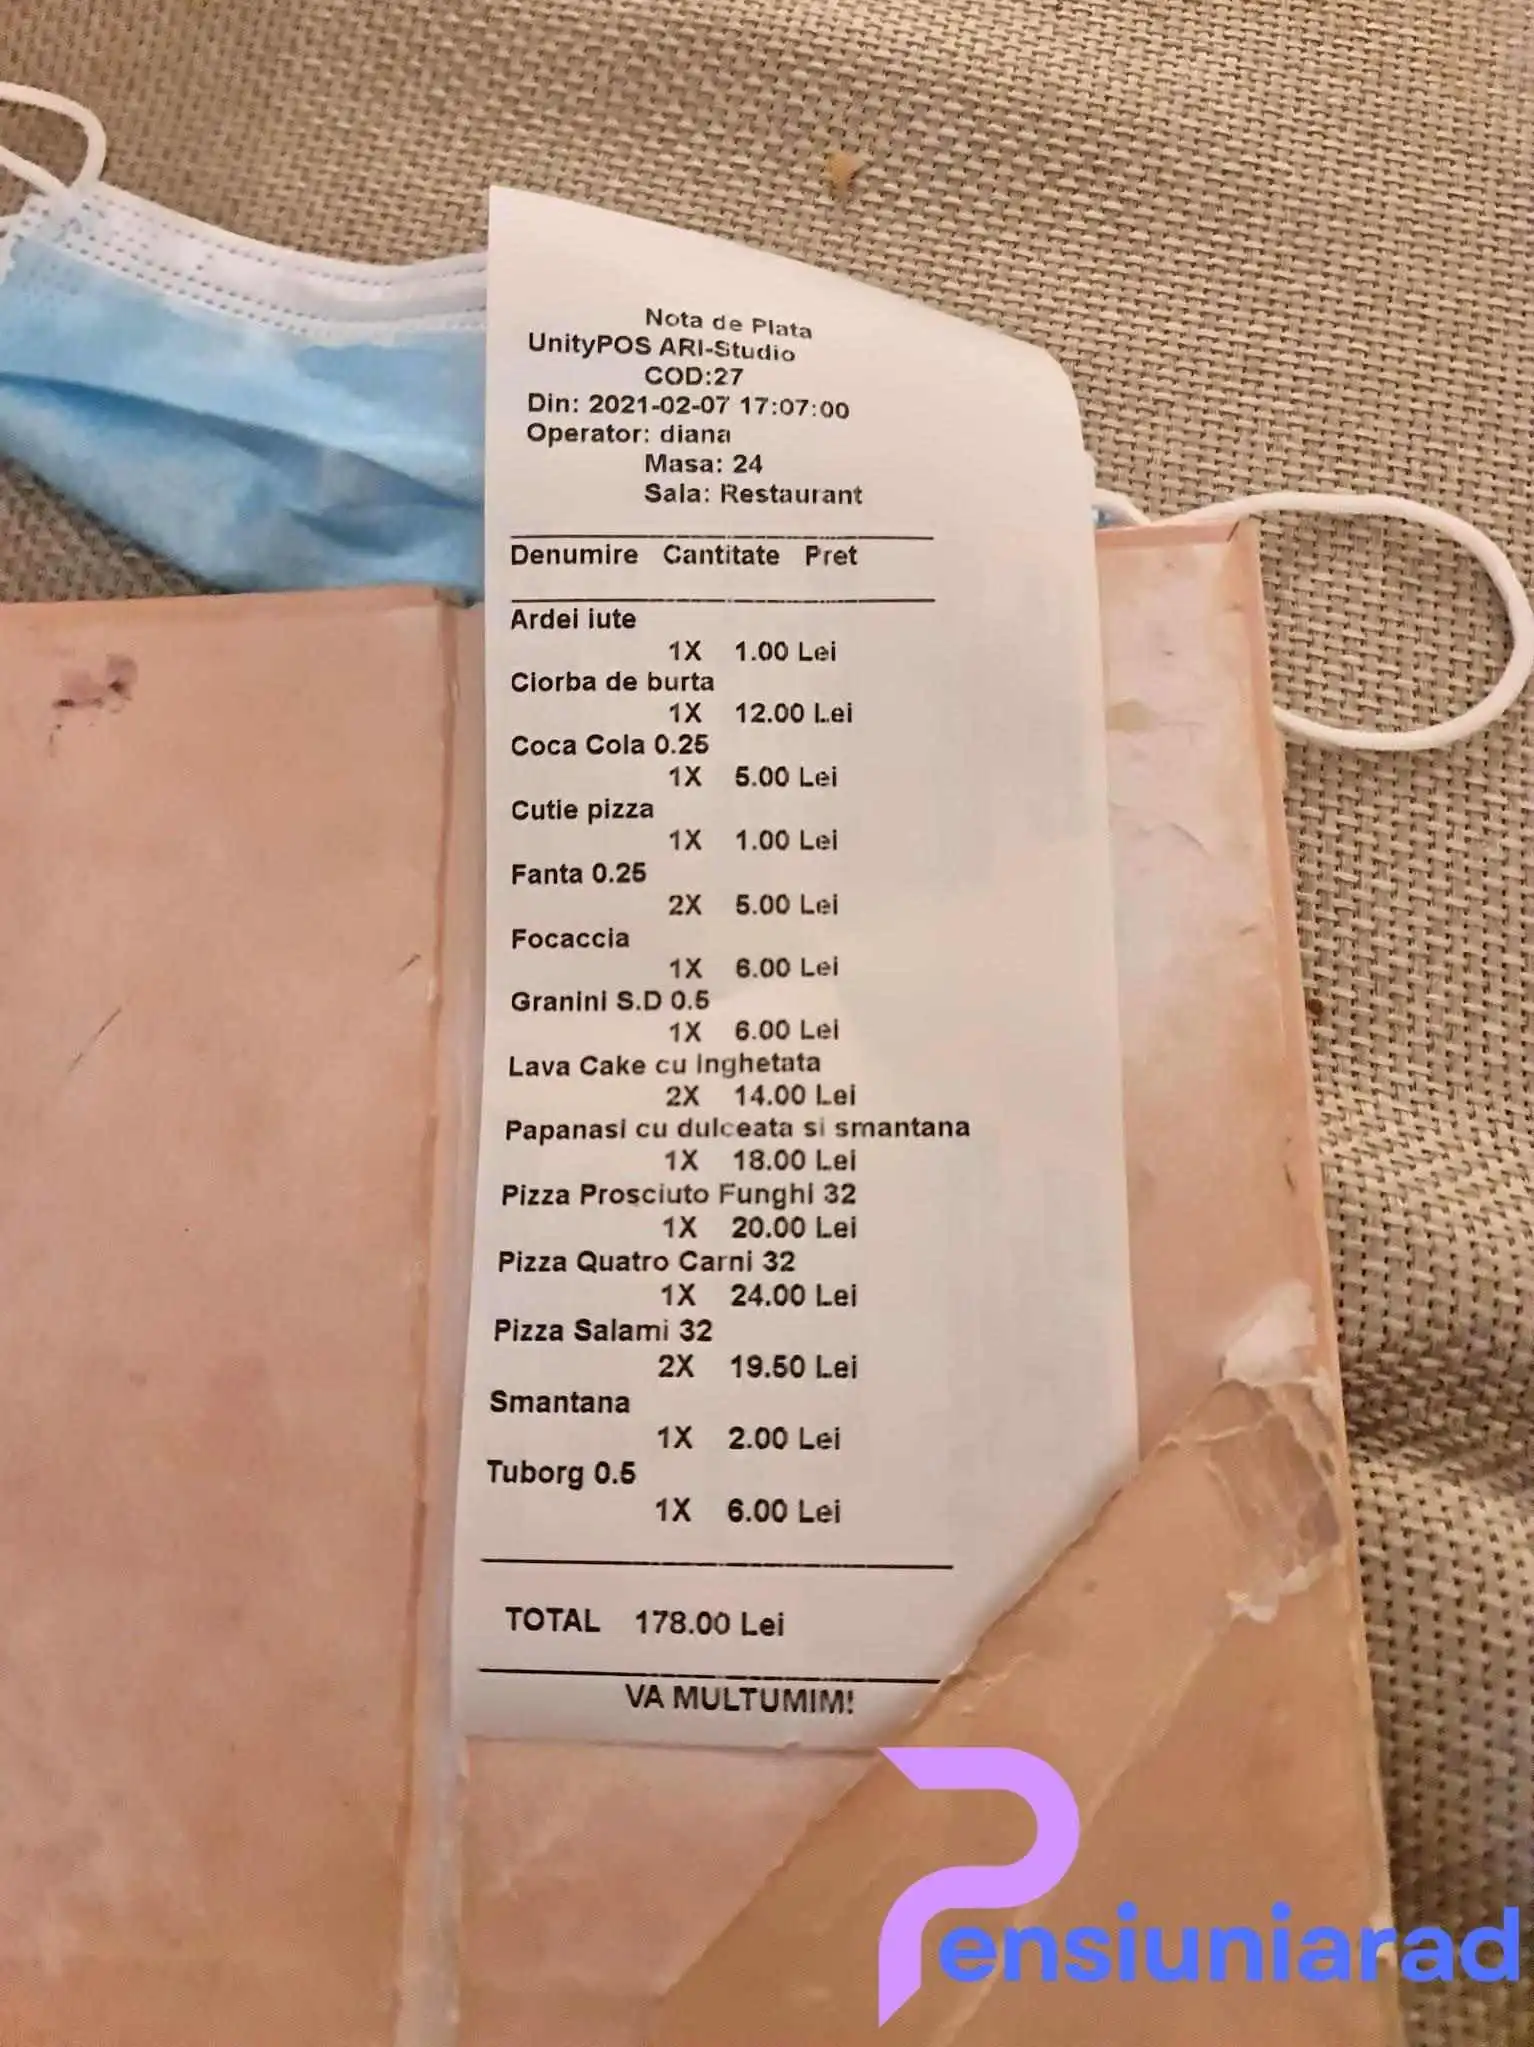 Nota de Plata
UnityPOS ARI-Studio
COD:27
Din: 2021-02-07 17:07:00
Operator: diana
Masa: 24
Sala: Restaurant
Denumire Cantitate Pret
Ardei iute
1X 1.00 Lei
Ciorba de burta
1X 12.00 Lei
Coca Cola 0.25
1X 5.00 Lei
Cutie pizza
1X 1.00 Lei
Fanta 0.25
2X 5.00 Lei
Focaccia
1X 6.00 Lei
Granini S.D 0.5
1X 6.00 Lei
Lava Cake cu Inghetata
2X 14.00 Lei
Papanasi cu dulceata si smantana
1X 18.00 Lei
Pizza Prosciuto Funghi 32
1X 20.00 Lei
Pizza Quatro Carni 32
1X 24.00 Lei
Pizza Salami 32
2X 19.50 Lei
Smantana
1X 2.00 Lei
Tuborg 0.5
1X 6.00 Lei
TOTAL 178.00 Lei
VA MULTUMIM!
Pensiuniarad